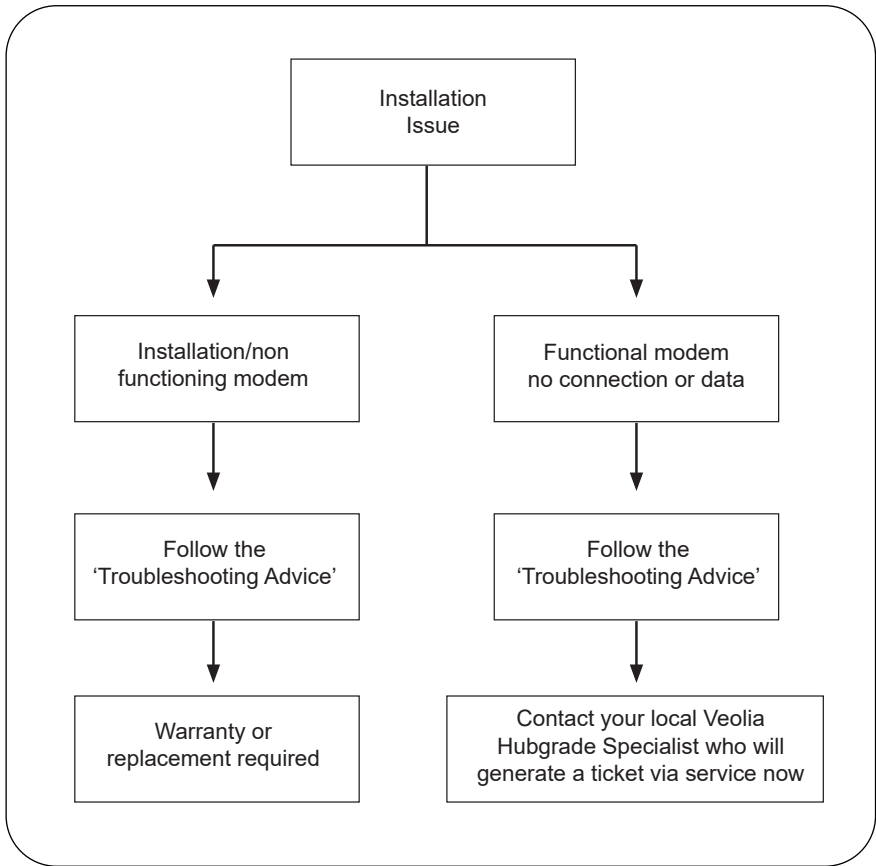 Installation
Issue
Installation/non
functioning modem
Functional modem
no connection or data
Follow the
‘Troubleshooting Advice’
Follow the
‘Troubleshooting Advice’
Warranty or
replacement required
Contact your local Veolia
Hubgrade Specialist who will
generate a ticket via service now